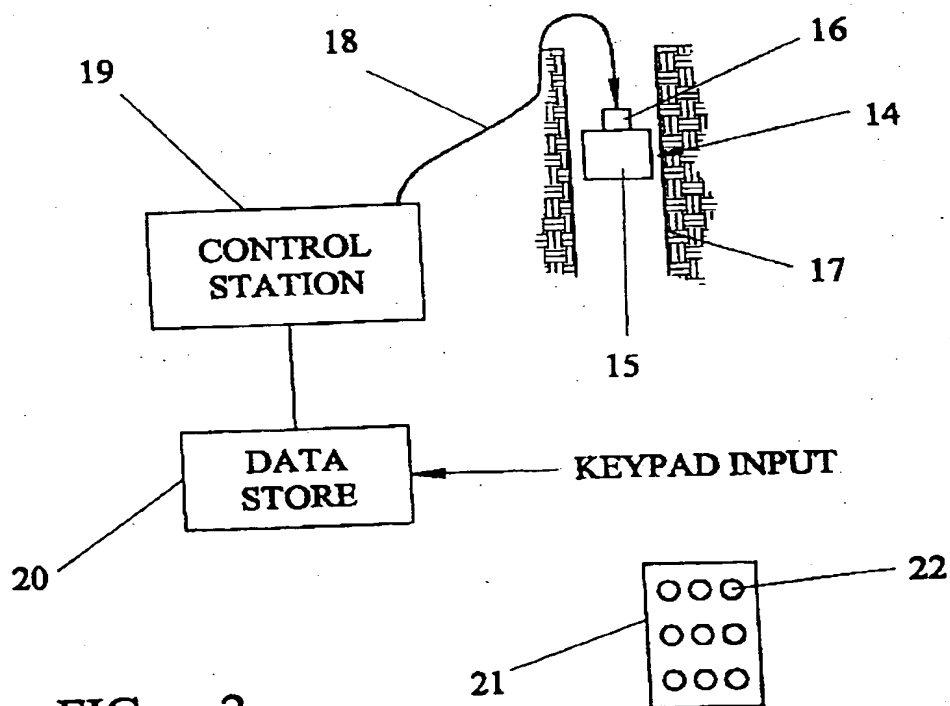 18
16
19
14
CONTROL
STATION
17
15
DATA
STORE
KEYPAD INPUT
20
22
21